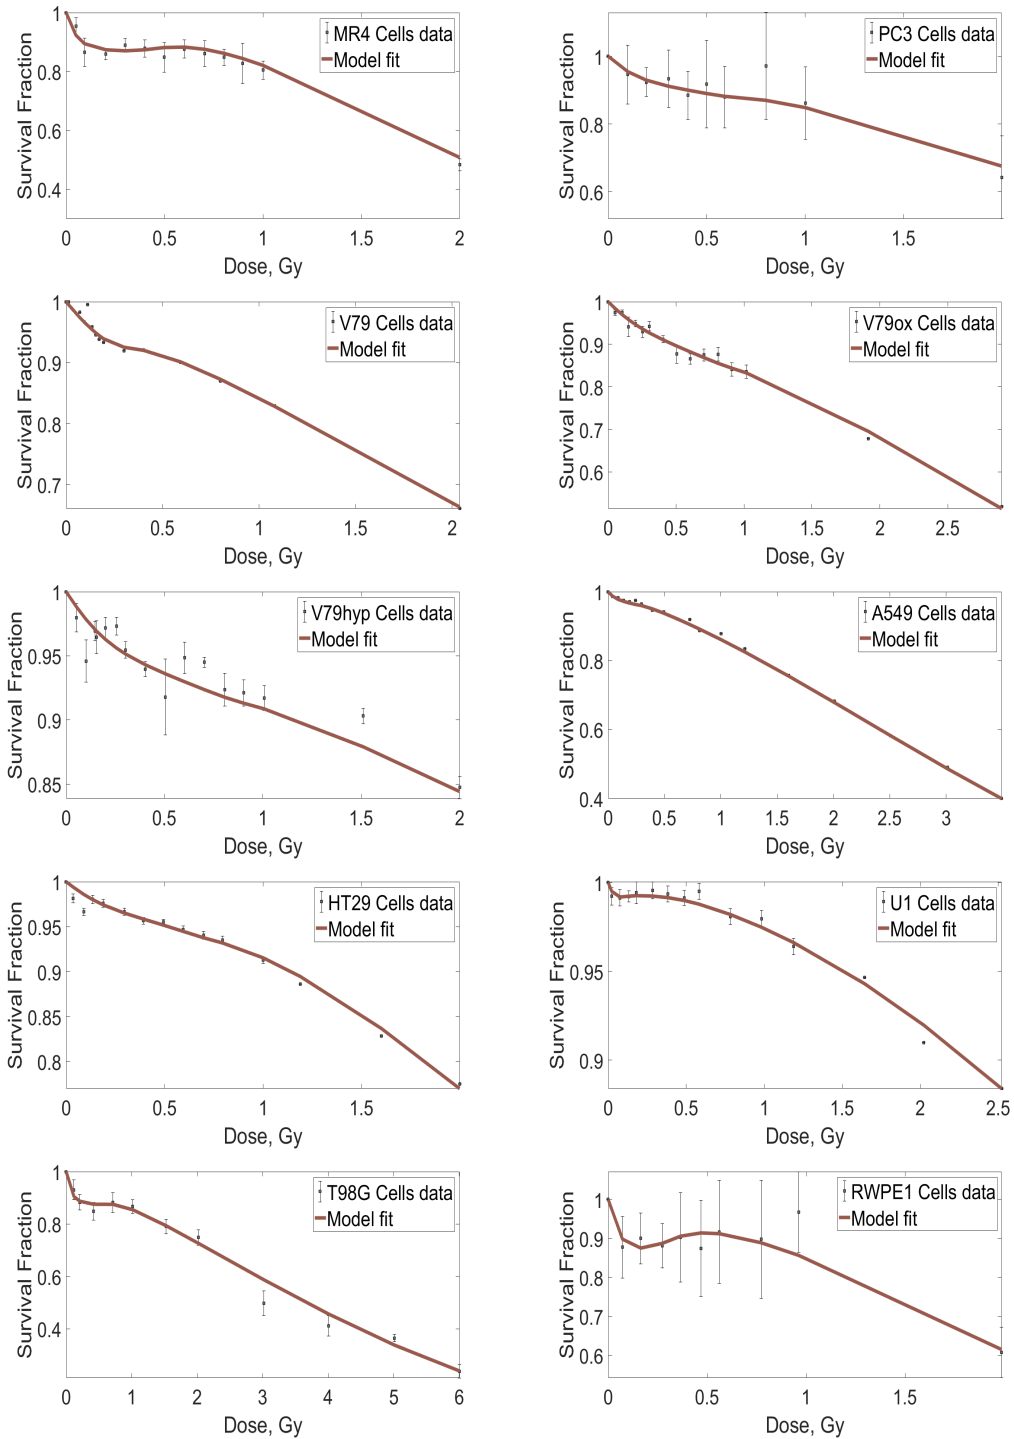 MR4 Cells data
Model fit
Survival Fraction
1
0.8
0.6
0.4
0 0.5 1 1.5 2
Dose, Gy
PC3 Cells data
Model fit
Survival Fraction
1
0.8
0.6
0 0.5 1 1.5
Dose, Gy
V79 Cells data
Model fit
Survival Fraction
1
0.9
0.8
0.7
0 0.5 1 1.5 2
Dose, Gy
V79ox Cells data
Model fit
Survival Fraction
1
0.9
0.8
0.7
0.6
0 0.5 1 1.5 2 2.5
Dose, Gy
V79hyp Cells data
Model fit
Survival Fraction
1
0.95
0.9
0.85
0 0.5 1 1.5 2
Dose, Gy
A549 Cells data
Model fit
Survival Fraction
1
0.8
0.6
0.4
0 0.5 1 1.5 2 2.5 3
Dose, Gy
HT29 Cells data
Model fit
Survival Fraction
1
0.95
0.9
0.85
0.8
0 0.5 1 1.5 2
Dose, Gy
U1 Cells data
Model fit
Survival Fraction
1
0.95
0.9
0 0.5 1 1.5 2 2.5
Dose, Gy
T98G Cells data
Model fit
Survival Fraction
1
0.8
0.6
0.4
0 1 2 3 4 5 6
Dose, Gy
RWPE1 Cells data
Model fit
Survival Fraction
1
0.9
0.8
0.7
0.6
0 0.5 1 1.5
Dose, Gy